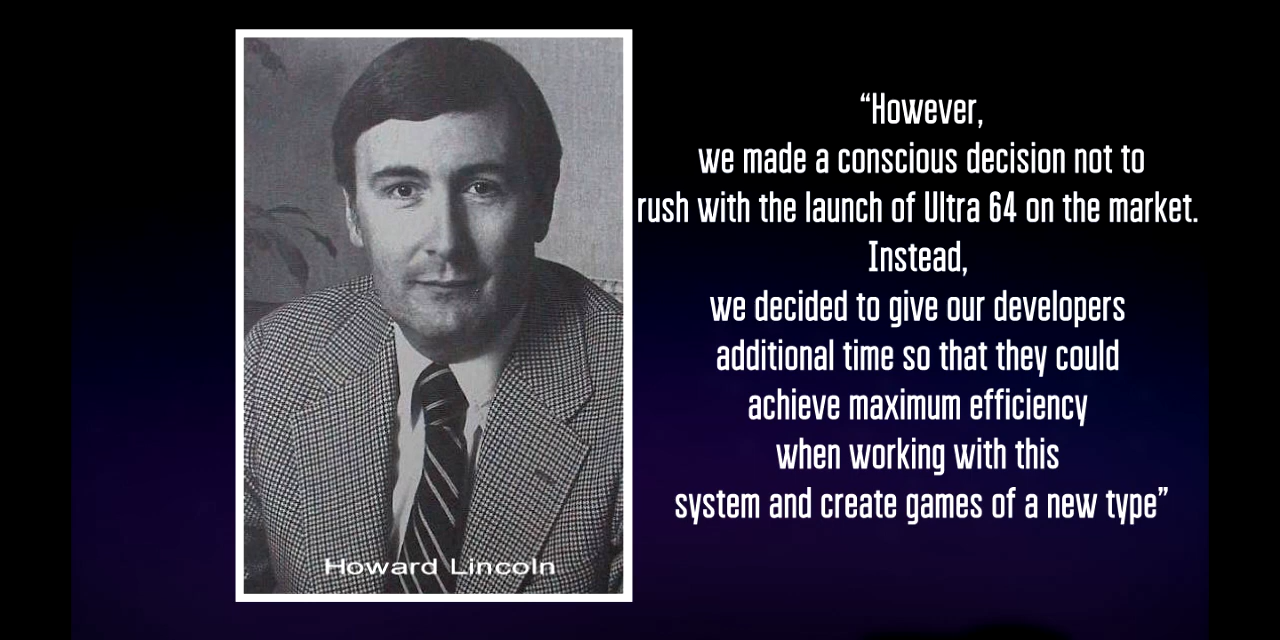 “However,
we made a conscious decision not to
rush with the launch of Ultra 64 on the market.
Instead,
we decided to give our developers
additional time so that they could
achieve maximum efficiency
when working with this
system and create games of a new type”
Howard Lincoln